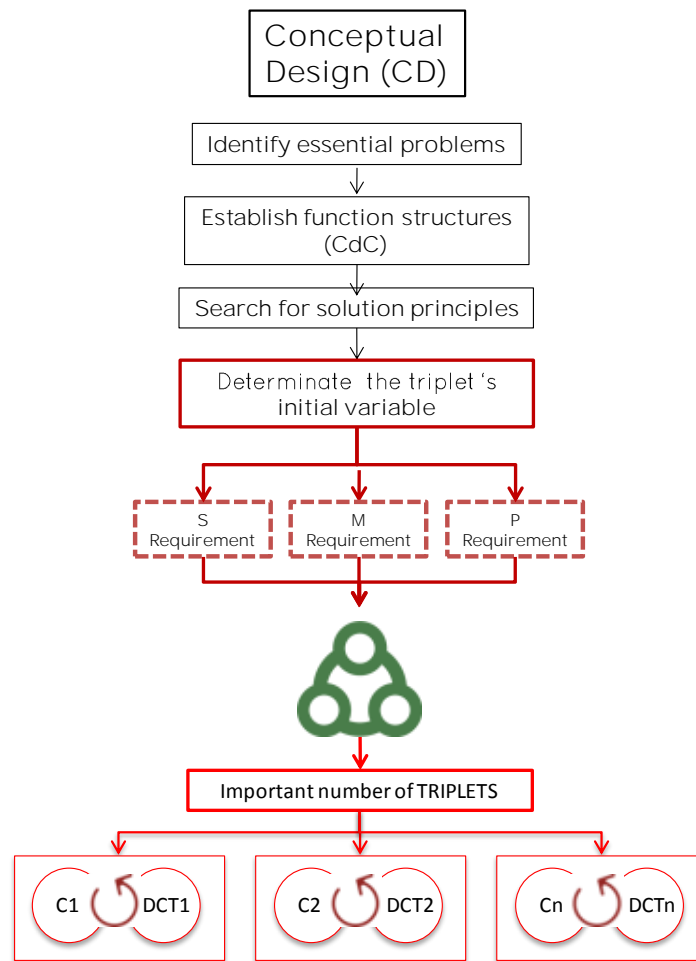 Conceptual
Design (CD)
Identify essential problems
Establish function structures
(CdC)
Search for solution principles
Determinate the triplet ‘s
initial variable
S
Requirement
M
Requirement
P
Requirement
Important number of TRIPLETS
C1
DCT1
C2
DCT2
Cn
DCTn